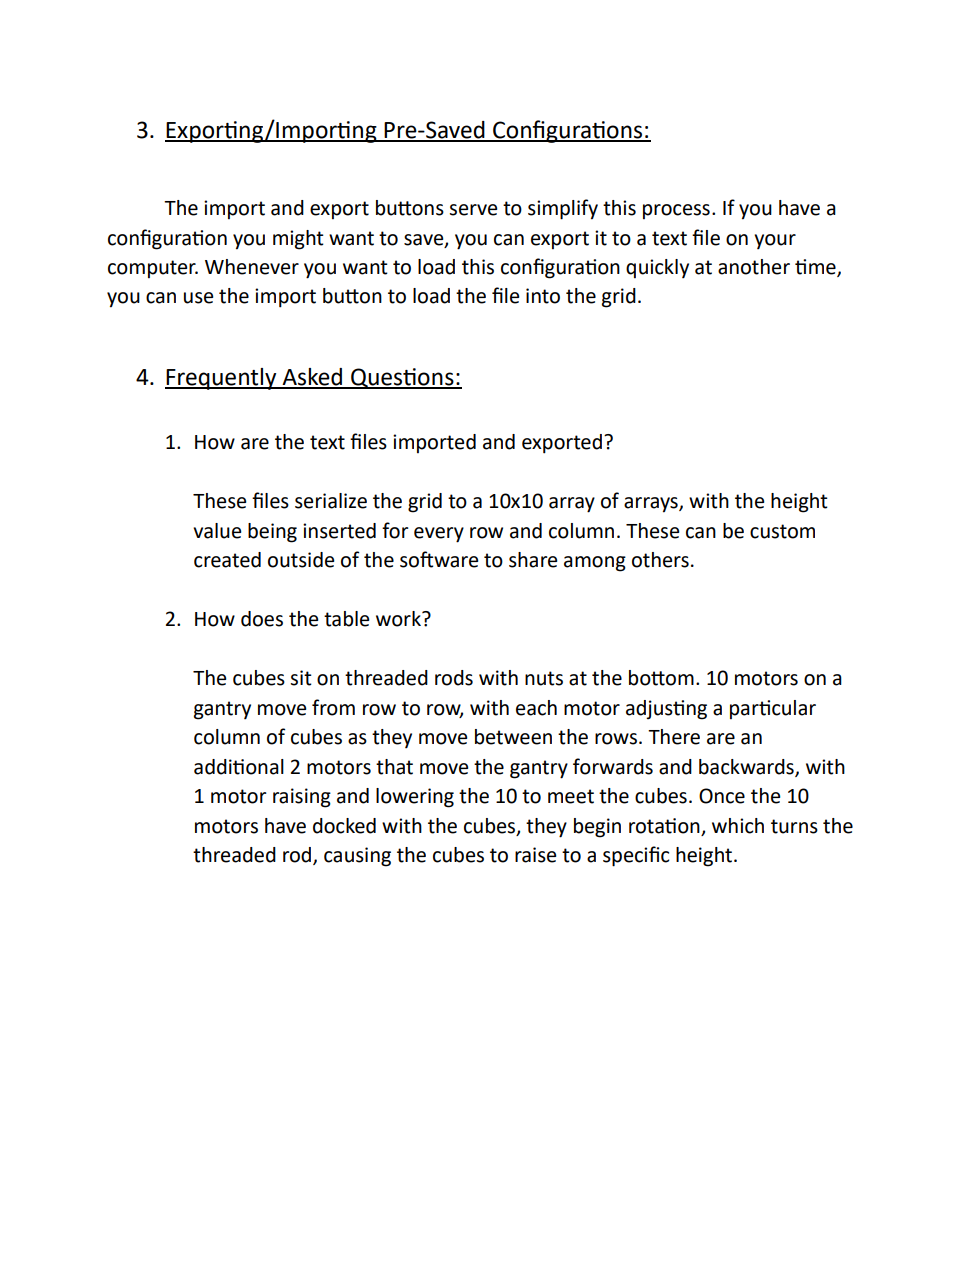 3. Exporting/Importing Pre-Saved Configurations:
The import and export buttons serve to simplify this process. If you have a
configuration you might want to save, you can export it to a text file on your
computer. Whenever you want to load this configuration quickly at another time,
you can use the import button to load the file into the grid.
4. Frequently Asked Questions:
1. How are the text files imported and exported?
These files serialize the grid to a 10x10 array of arrays, with the height
value being inserted for every row and column. These can be custom
created outside of the software to share among others.
2. How does the table work?
The cubes sit on threaded rods with nuts at the bottom. 10 motors on a
gantry move from row to row, with each motor adjusting a particular
column of cubes as they move between the rows. There are an
additional 2 motors that move the gantry forwards and backwards, with
1 motor raising and lowering the 10 to meet the cubes. Once the 10
motors have docked with the cubes, they begin rotation, which turns the
threaded rod, causing the cubes to raise to a specific height.